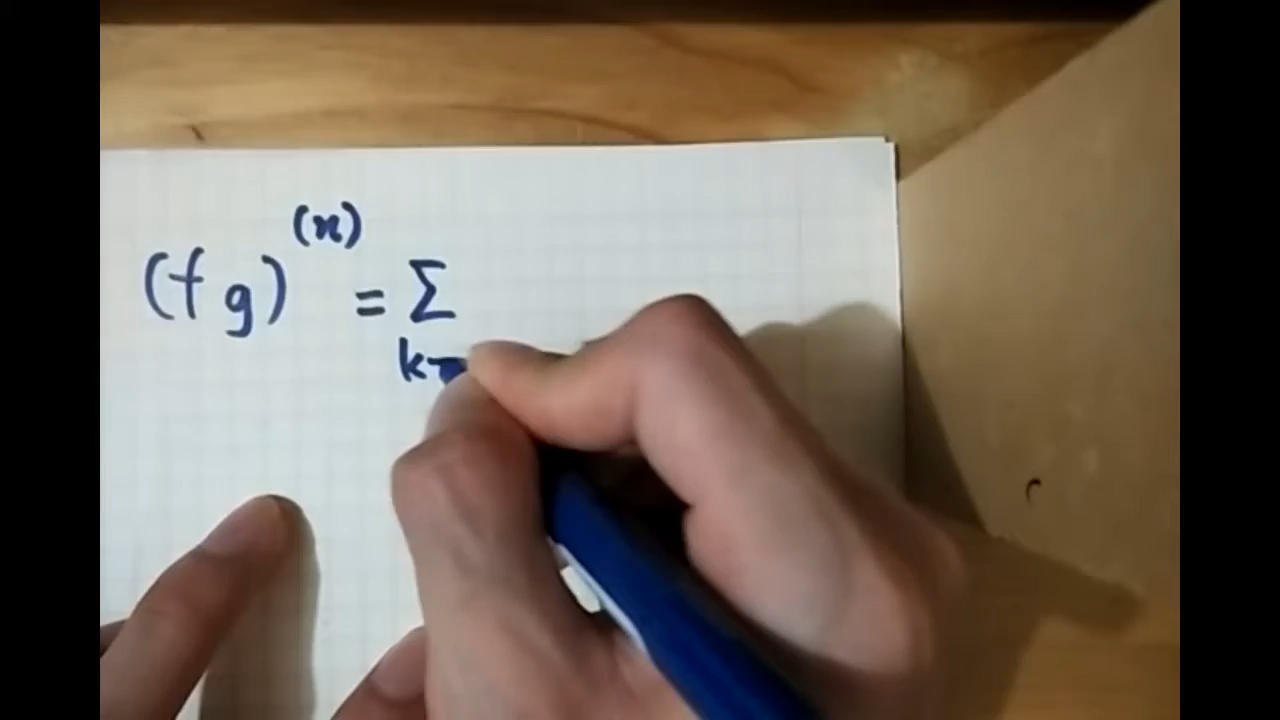 (fg)^(n) = Σ
k=